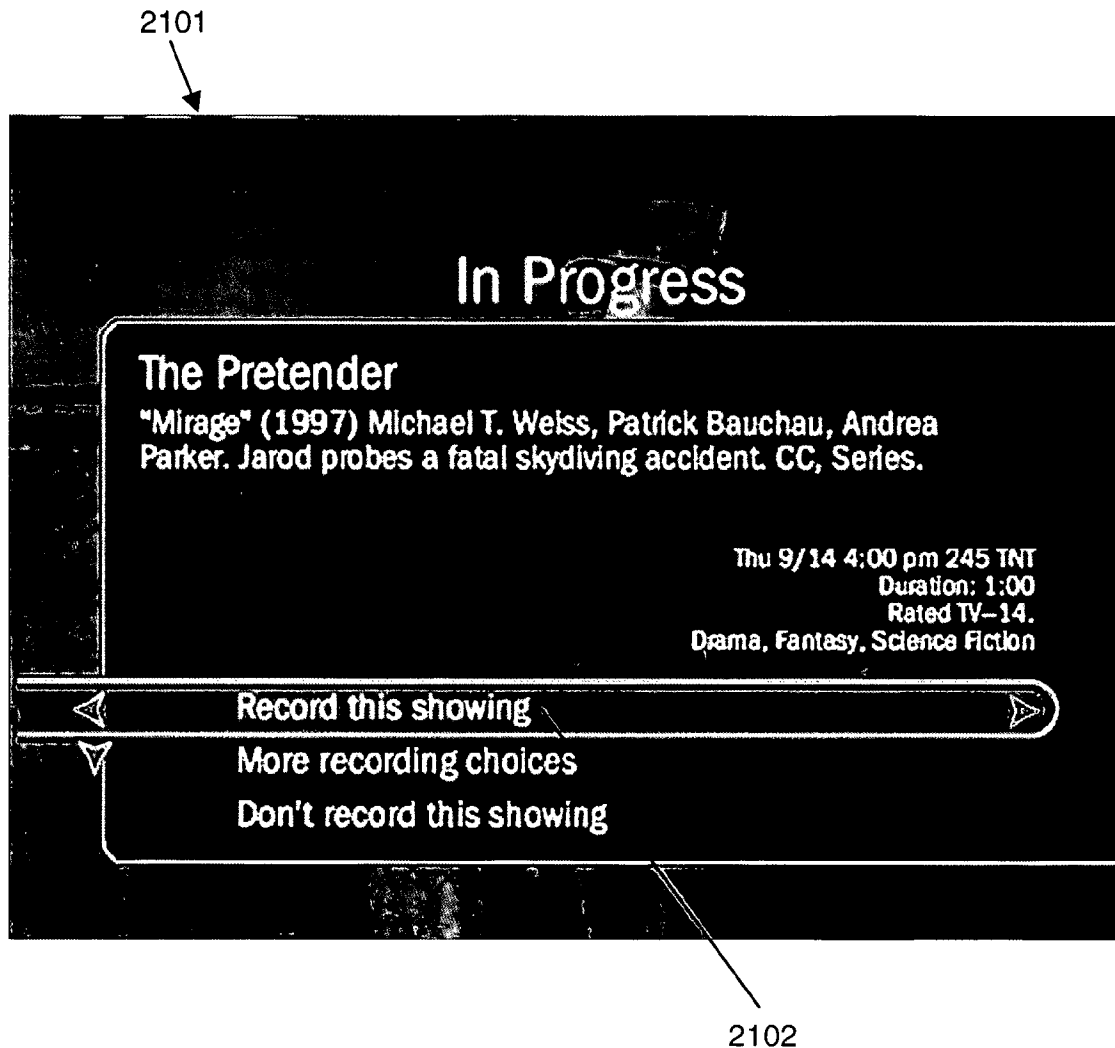 2101
In Progress
The Pretender
"Mirage" (1997) Michael T. Weiss, Patrick Bauchau, Andrea
Parker. Jarod probes a fatal skydiving accident. CC, Series.
Thu 9/14 4:00 pm 245 TNT
Duration: 1:00
Rated TV-14.
Drama, Fantasy, Science Fiction
Record this showing
More recording choices
Don't record this showing
2102